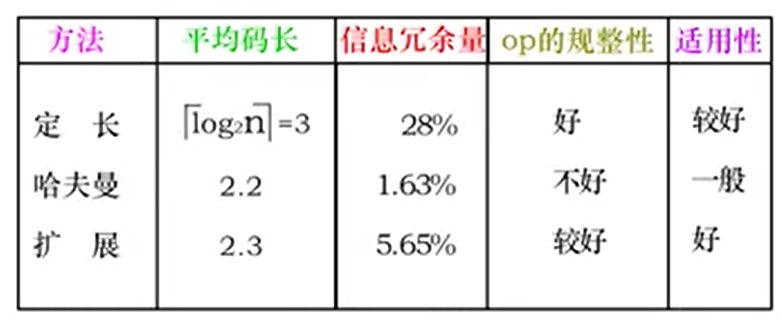 方法 平均码长 信息冗余量 op的规整性 适用性
定 长 ⌈log₂n⌉=3 28% 好 较好
哈夫曼 2.2 1.63% 不好 一般
扩 展 2.3 5.65% 较好 好